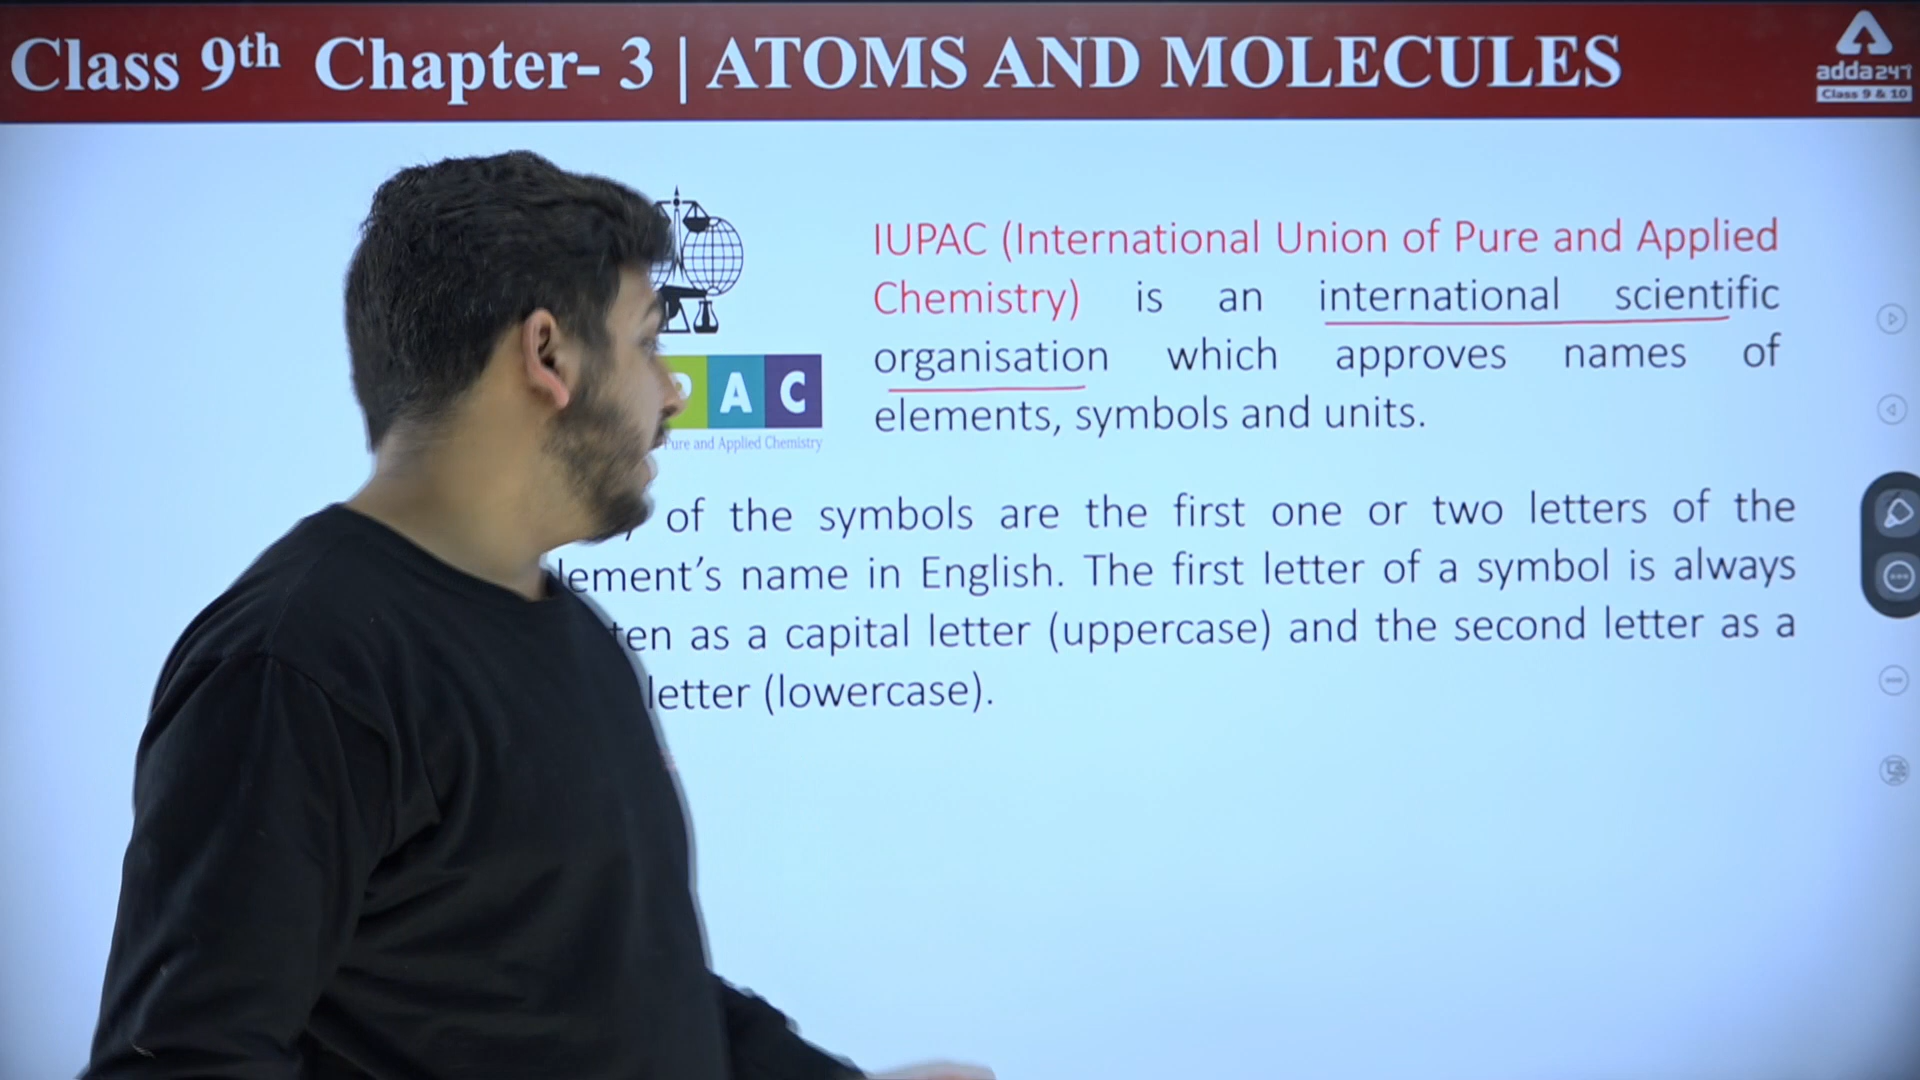 Class 9th Chapter- 3 | ATOMS AND MOLECULES
adda247
Class 9 & 10
IUPAC (International Union of Pure and Applied
Chemistry) is an international scientific
organisation which approves names of
elements, symbols and units.
A C
Pure and Applied Chemistry
of the symbols are the first one or two letters of the
lement's name in English. The first letter of a symbol is always
ten as a capital letter (uppercase) and the second letter as a
letter (lowercase).